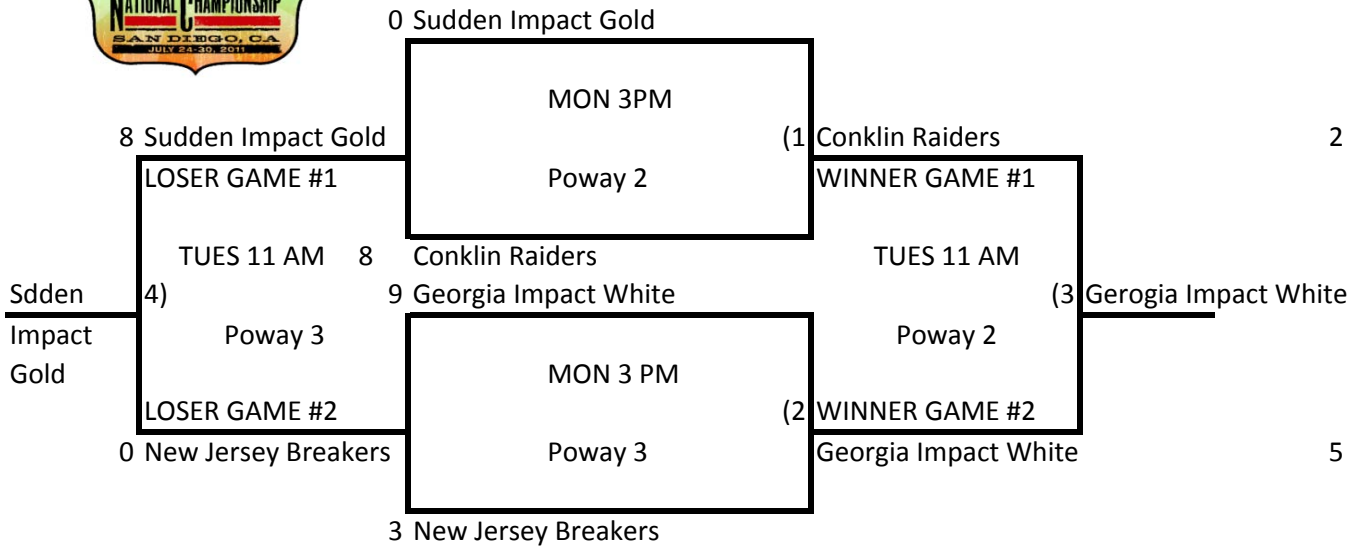 NATIONAL CHAMPIONSHIP
SAN DIEGO, CA
JULY 24-30, 2011
0 Sudden Impact Gold
MON 3PM
8 Sudden Impact Gold
(1 Conklin Raiders 2
LOSER GAME #1
Poway 2
WINNER GAME #1
TUES 11 AM
8 Conklin Raiders
TUES 11 AM
Sdden
4)
9 Georgia Impact White
(3 Gerogia Impact White
Impact
Poway 3
Poway 2
Gold
MON 3 PM
LOSER GAME #2
(2 WINNER GAME #2
0 New Jersey Breakers
Poway 3
Georgia Impact White 5
3 New Jersey Breakers